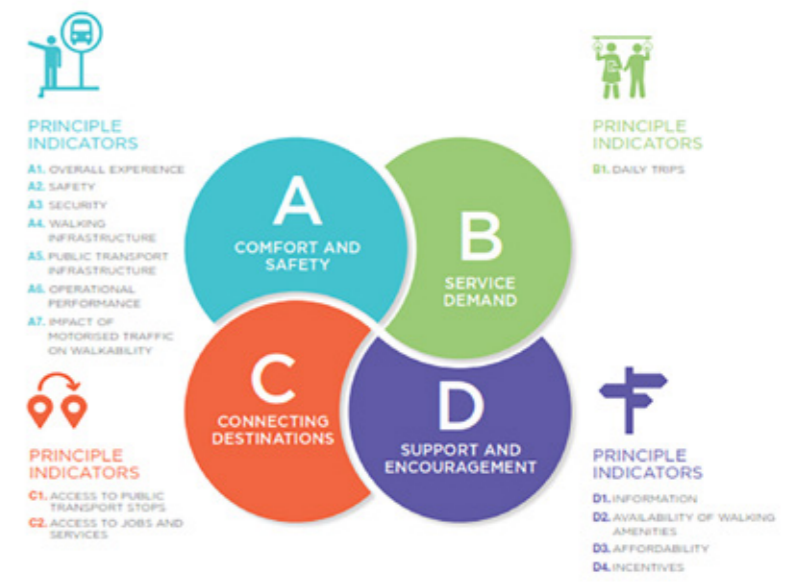 PRINCIPLE
INDICATORS
A1. OVERALL EXPERIENCE
A2. SAFETY
A3 SECURITY
A4. WALKING
INFRASTRUCTURE
A5. PUBLIC TRANSPORT
INFRASTRUCTURE
A6. OPERATIONAL
PERFORMANCE
A7. IMPACT OF
MOTORISED TRAFFIC
ON WALKABILITY
PRINCIPLE
INDICATORS
B1. DAILY TRIPS
A
COMFORT AND
SAFETY
B
SERVICE
DEMAND
C
CONNECTING
DESTINATIONS
D
SUPPORT AND
ENCOURAGEMENT
PRINCIPLE
INDICATORS
C1. ACCESS TO PUBLIC
TRANSPORT STOPS
C2. ACCESS TO JOBS AND
SERVICES
PRINCIPLE
INDICATORS
D1. INFORMATION
D2. AVAILABILITY OF WALKING
AMENITIES
D3. AFFORDABILITY
D4. INCENTIVES